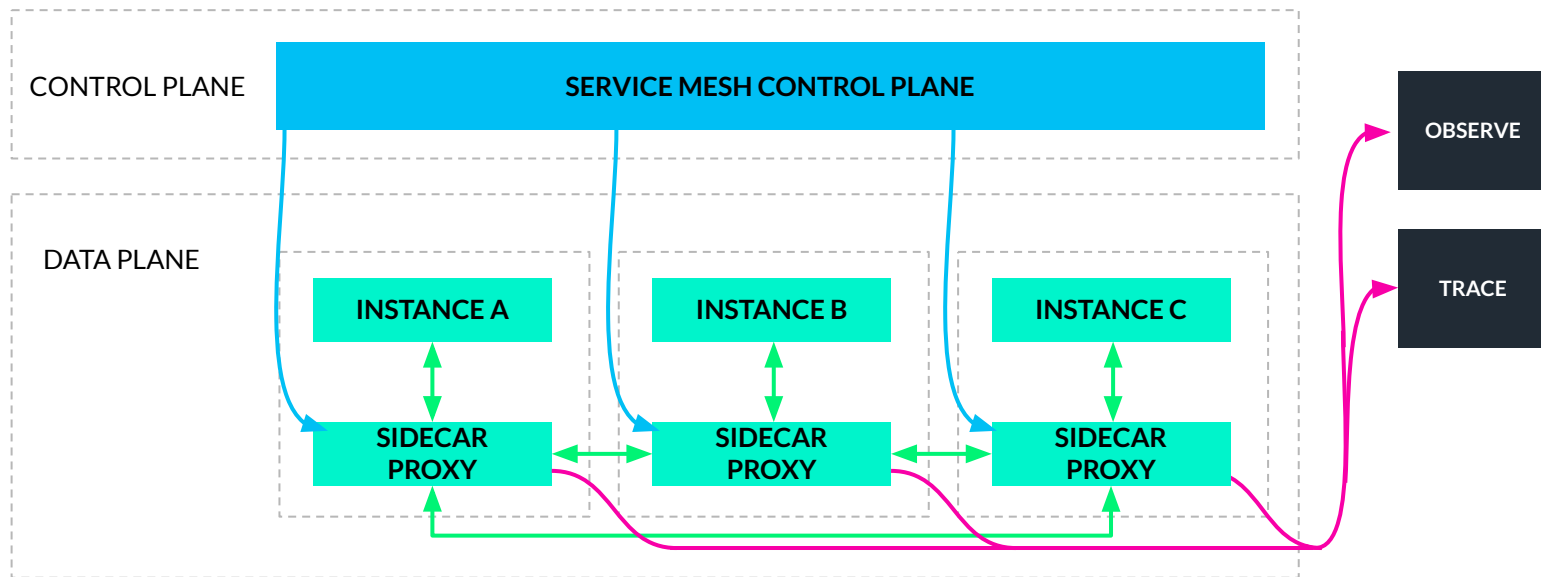 CONTROL PLANE
SERVICE MESH CONTROL PLANE
OBSERVE
TRACE
DATA PLANE
INSTANCE A
INSTANCE B
INSTANCE C
SIDECAR
PROXY
SIDECAR
PROXY
SIDECAR
PROXY